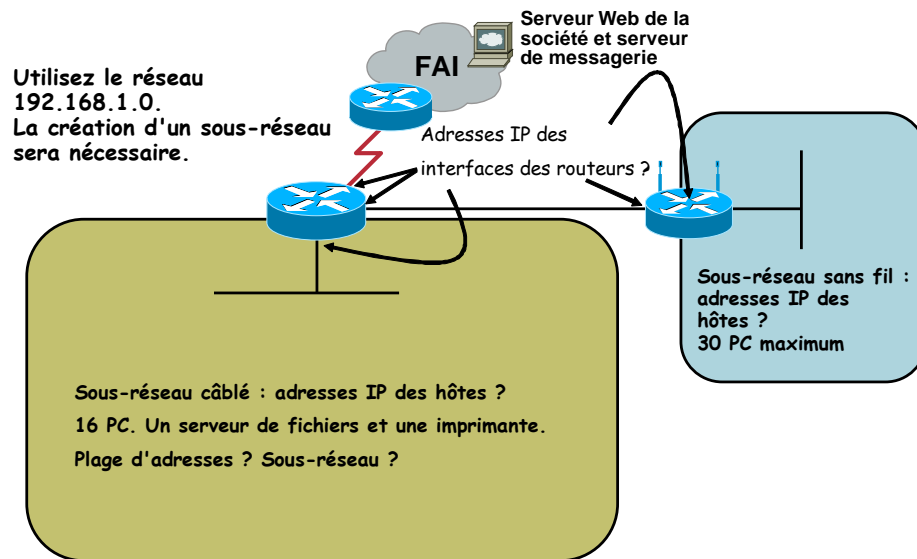 Serveur Web de la
société et serveur
de messagerie
FAI
Utilisez le réseau
192.168.1.0.
La création d'un sous-réseau
sera nécessaire.
Adresses IP des
interfaces des routeurs ?
Sous-réseau sans fil :
adresses IP des
hôtes ?
30 PC maximum
Sous-réseau câblé : adresses IP des hôtes ?
16 PC. Un serveur de fichiers et une imprimante.
Plage d'adresses ? Sous-réseau ?